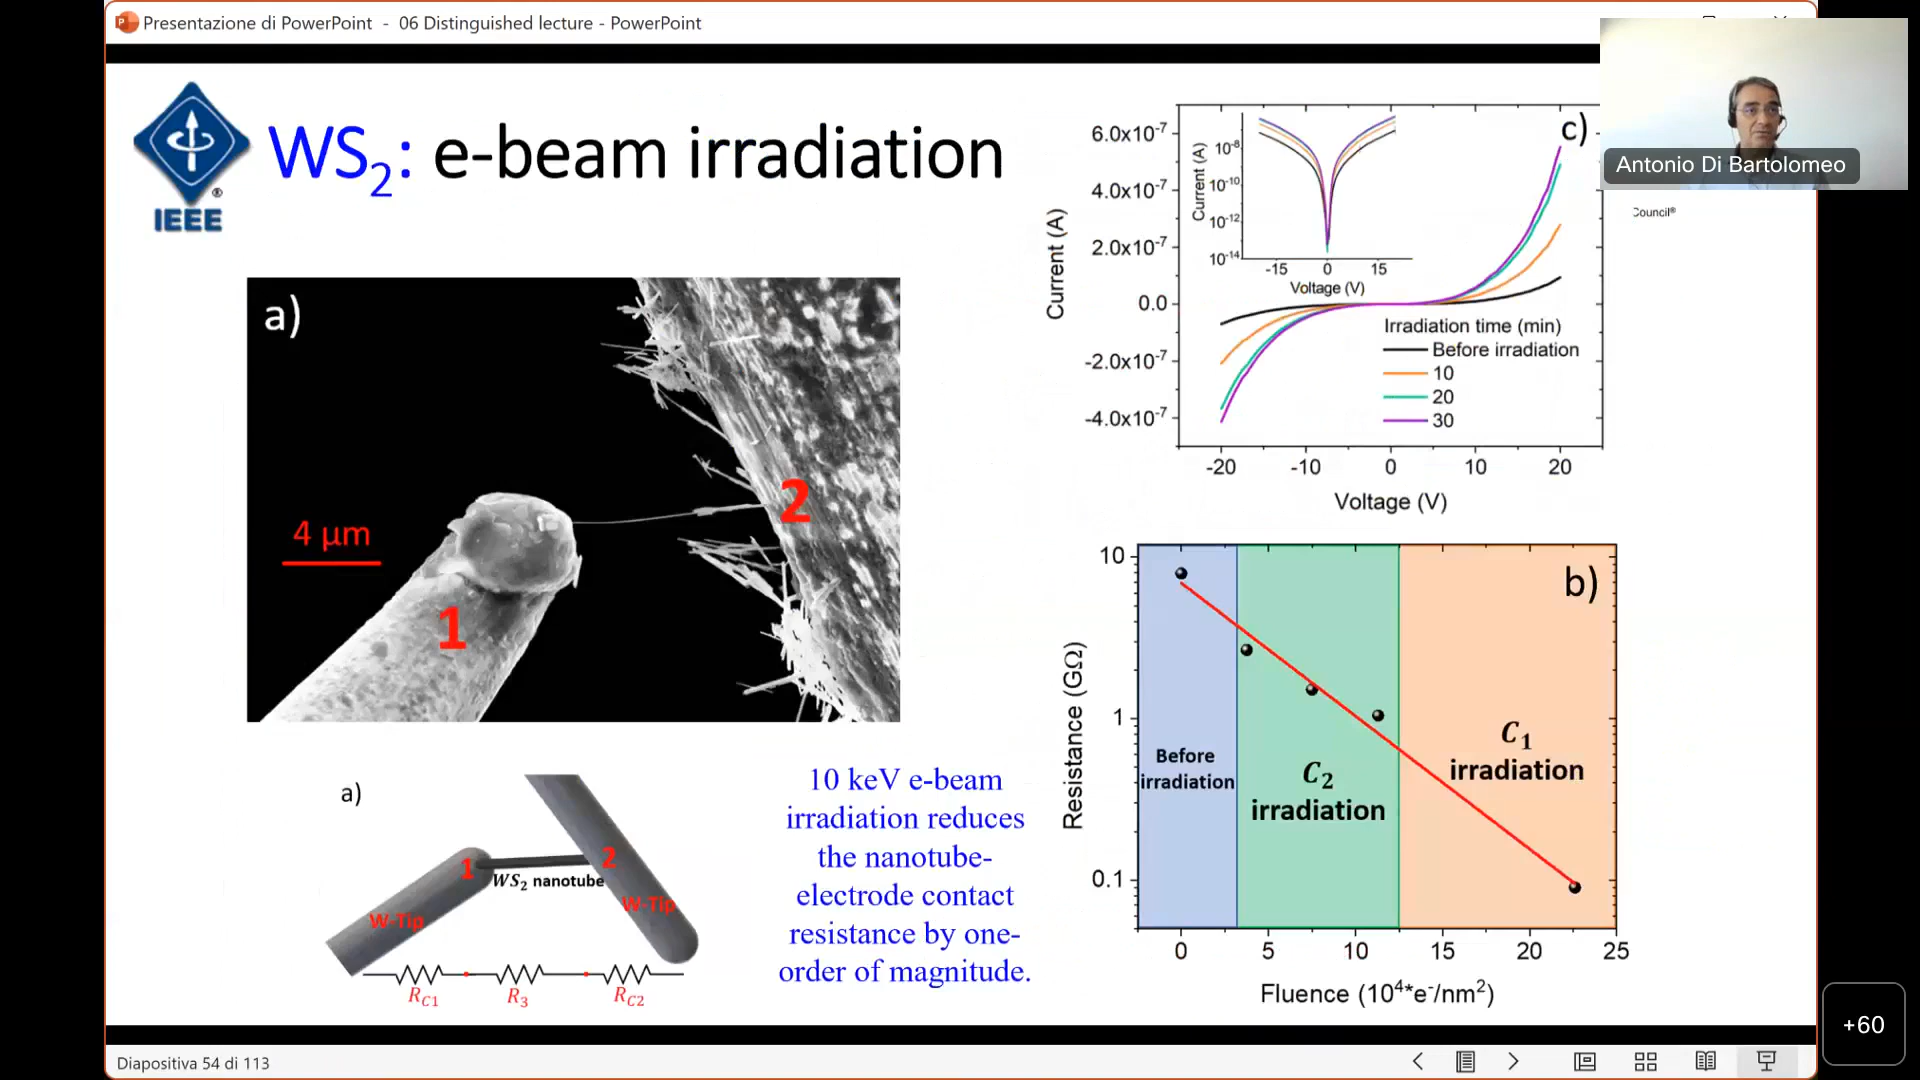 Presentazione di PowerPoint - 06 Distinguished lecture - PowerPoint
IEEE
®
WS₂: e-beam irradiation
Antonio Di Bartolomeo
Council®
a)
4 µm
1
2
c)
Current (A)
6.0x10⁻⁷
4.0x10⁻⁷
2.0x10⁻⁷
0.0
-2.0x10⁻⁷
-4.0x10⁻⁷
-20 -10 0 10 20
Voltage (V)
Current (A)
10⁻⁸
10⁻¹⁰
10⁻¹²
10⁻¹⁴
-15 0 15
Voltage (V)
Irradiation time (min)
Before irradiation
10
20
30
a)
1
2
WS₂ nanotube
W-Tip
W-Tip
R_C1 R_3 R_C2
10 keV e-beam
irradiation reduces
the nanotube-
electrode contact
resistance by one-
order of magnitude.
b)
Resistance (GΩ)
10
1
0.1
Before
irradiation
C₂
irradiation
C₁
irradiation
0 5 10 15 20 25
Fluence (10⁴*e⁻/nm²)
Diapositiva 54 di 113
+60